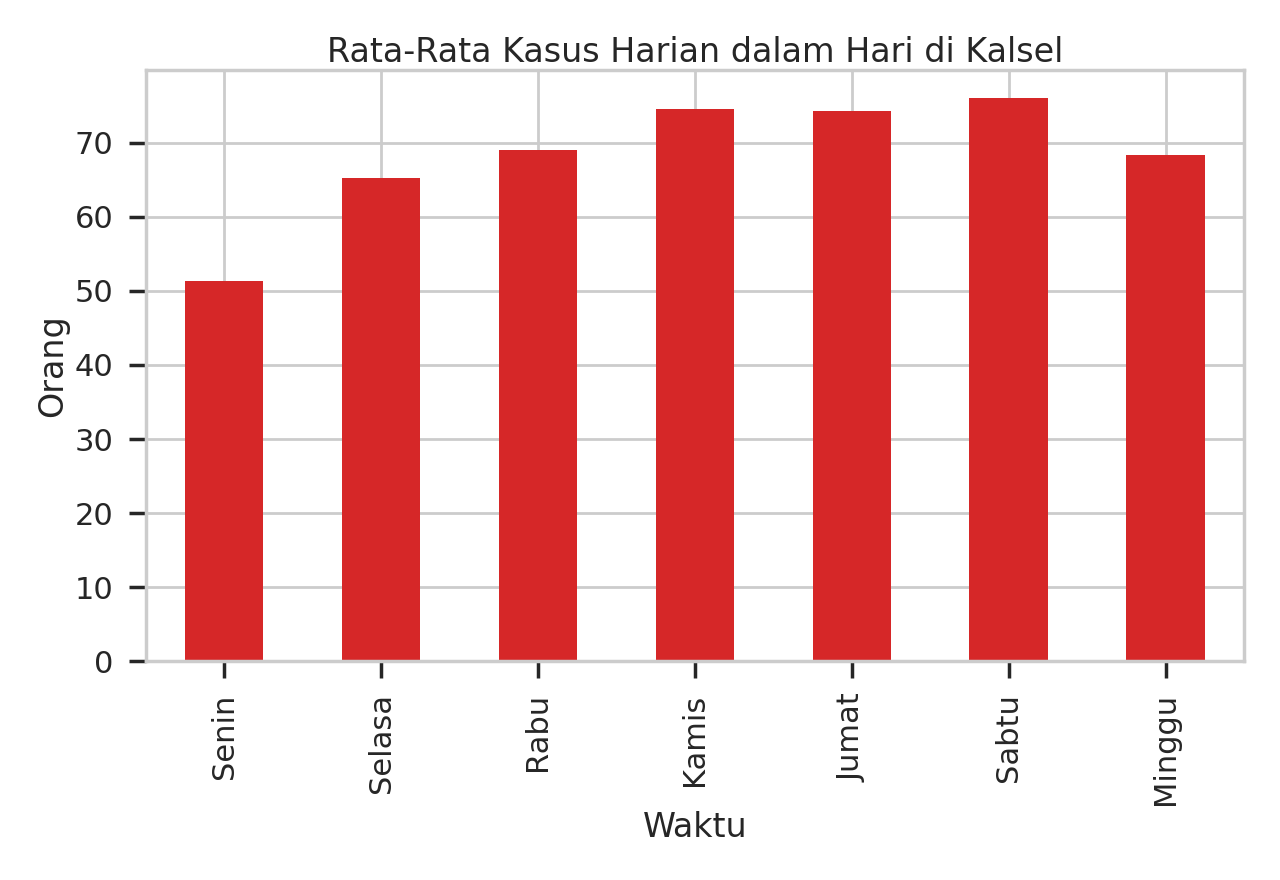 Rata-Rata Kasus Harian dalam Hari di Kalsel
Orang
70
60
50
40
30
20
10
0
Senin
Selasa
Rabu
Kamis
Jumat
Sabtu
Minggu
Waktu